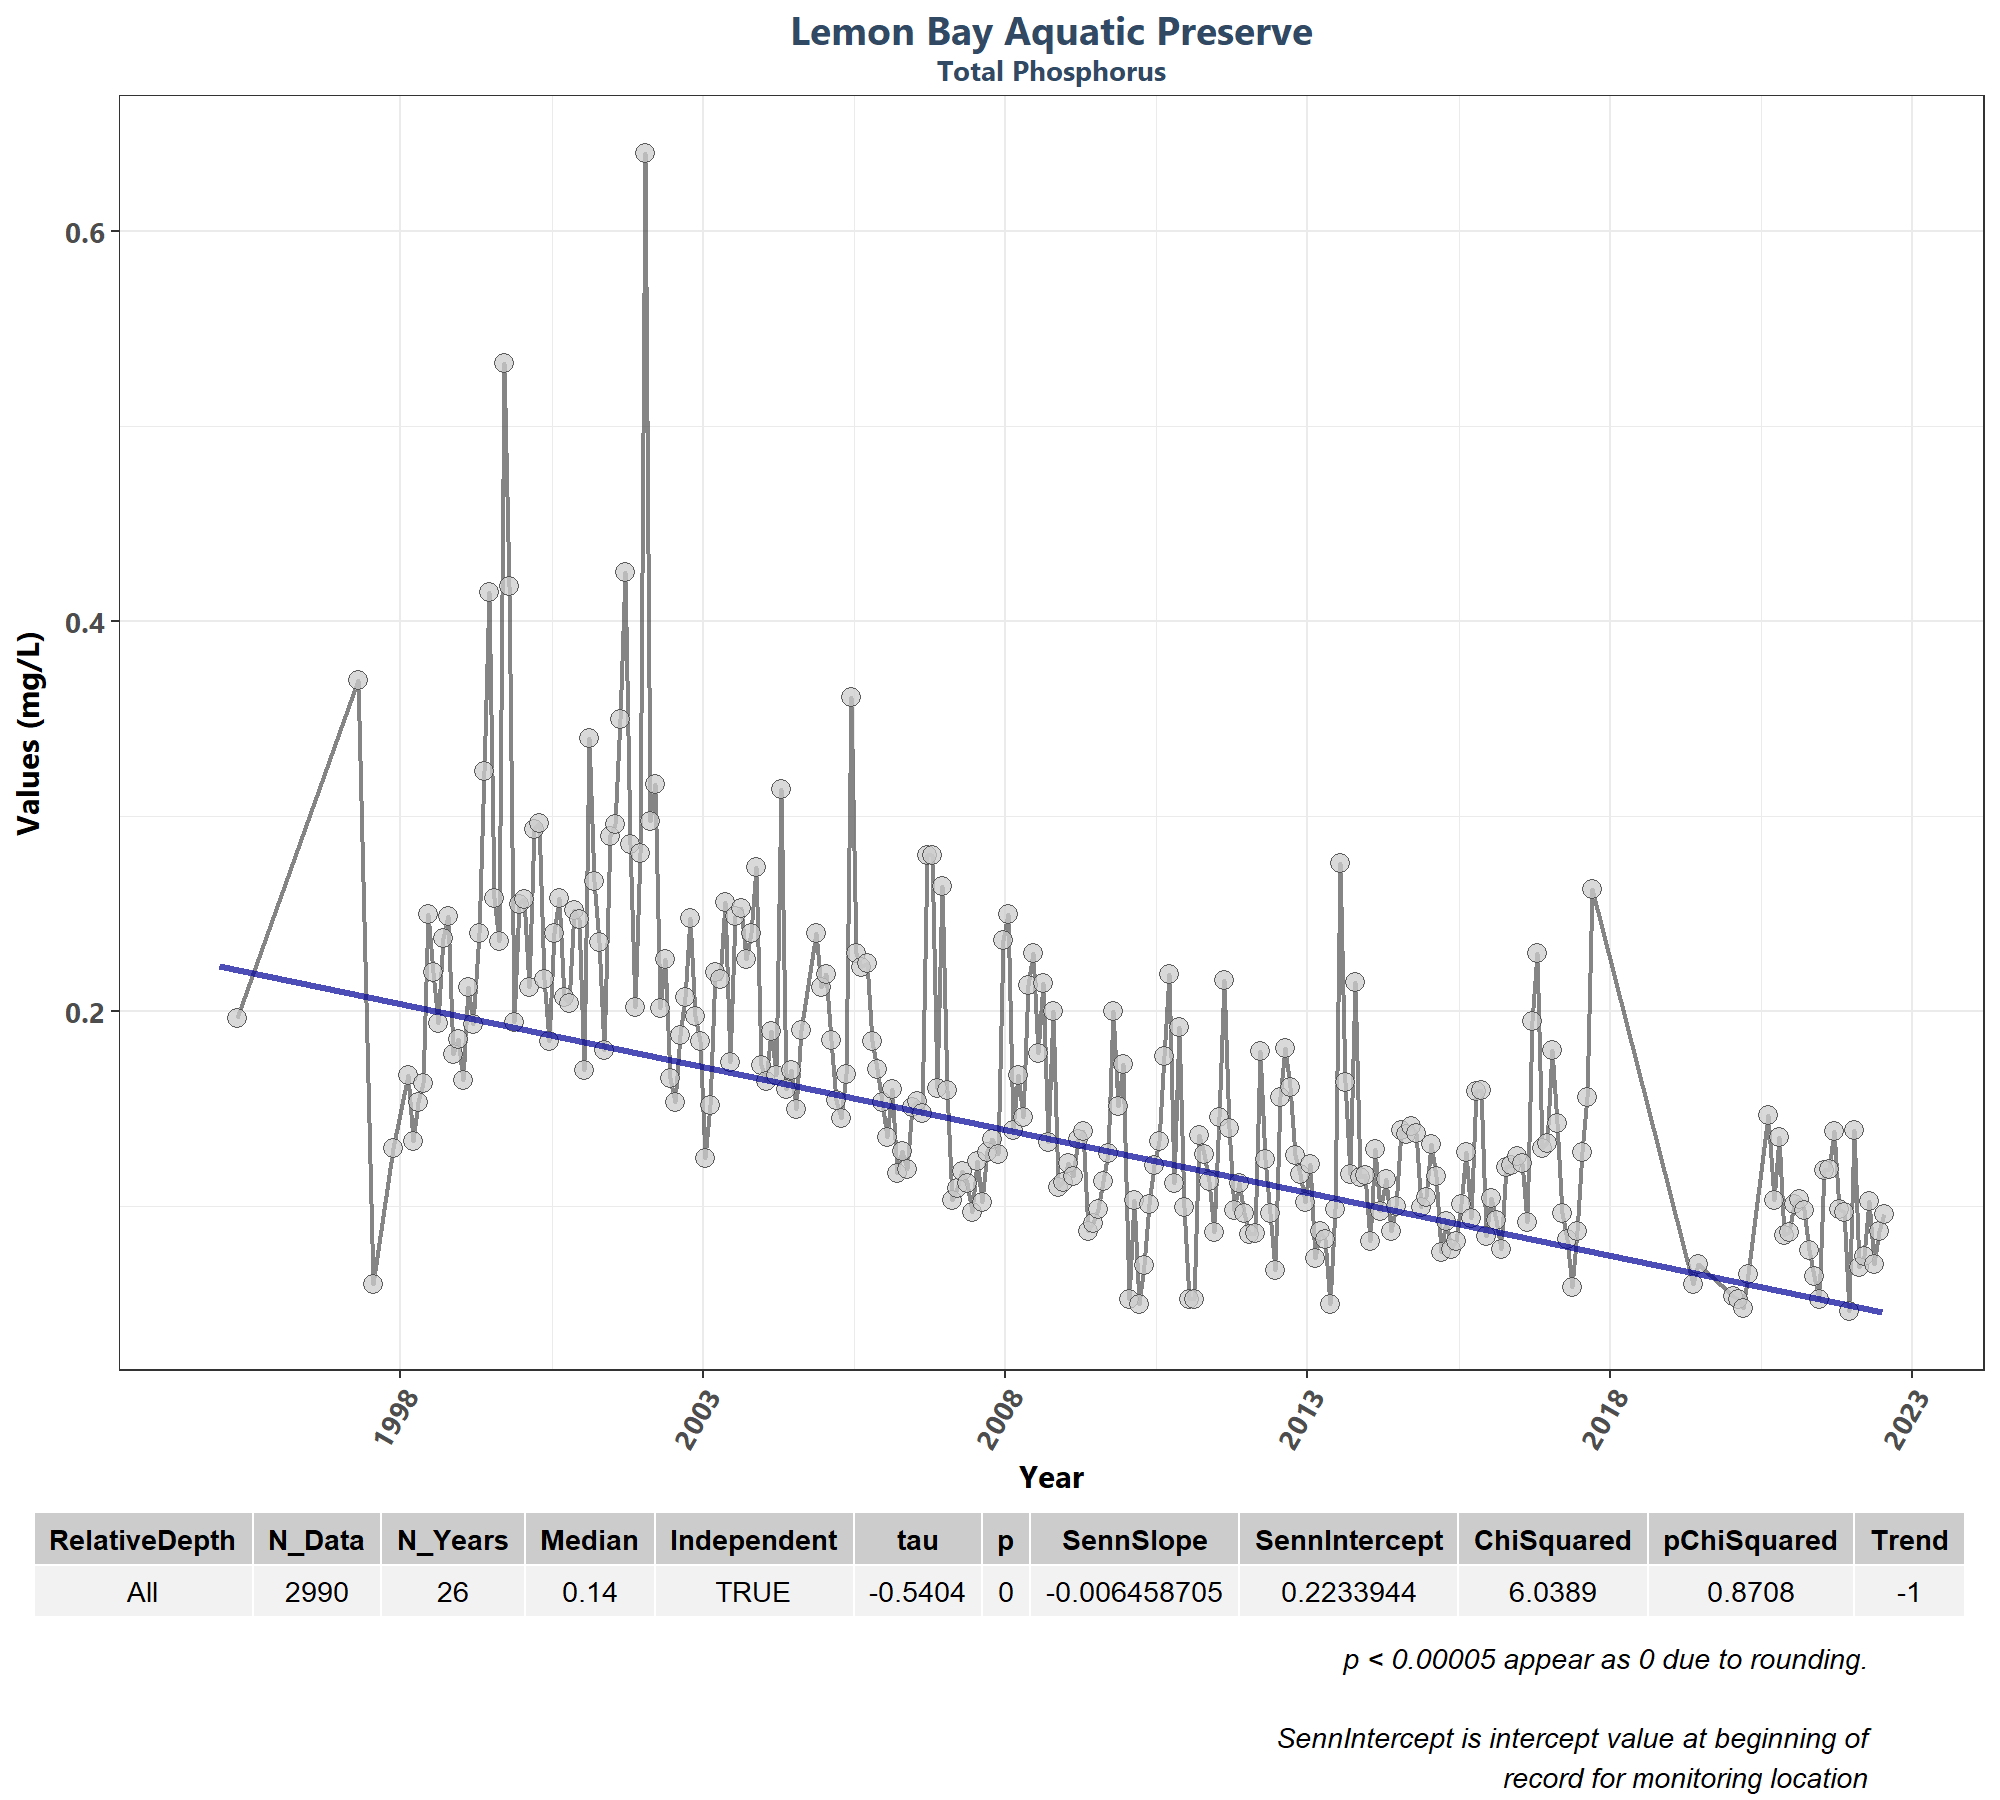 Lemon Bay Aquatic Preserve
Total Phosphorus
Values (mg/L)
0.6
0.4
0.2
1998 2003 2008 2013 2018 2023
Year
RelativeDepth N_Data N_Years Median Independent tau p SennSlope SennIntercept ChiSquared pChiSquared Trend
All 2990 26 0.14 TRUE -0.5404 0 -0.006458705 0.2233944 6.0389 0.8708 -1
p < 0.00005 appear as 0 due to rounding.
SennIntercept is intercept value at beginning of
record for monitoring location